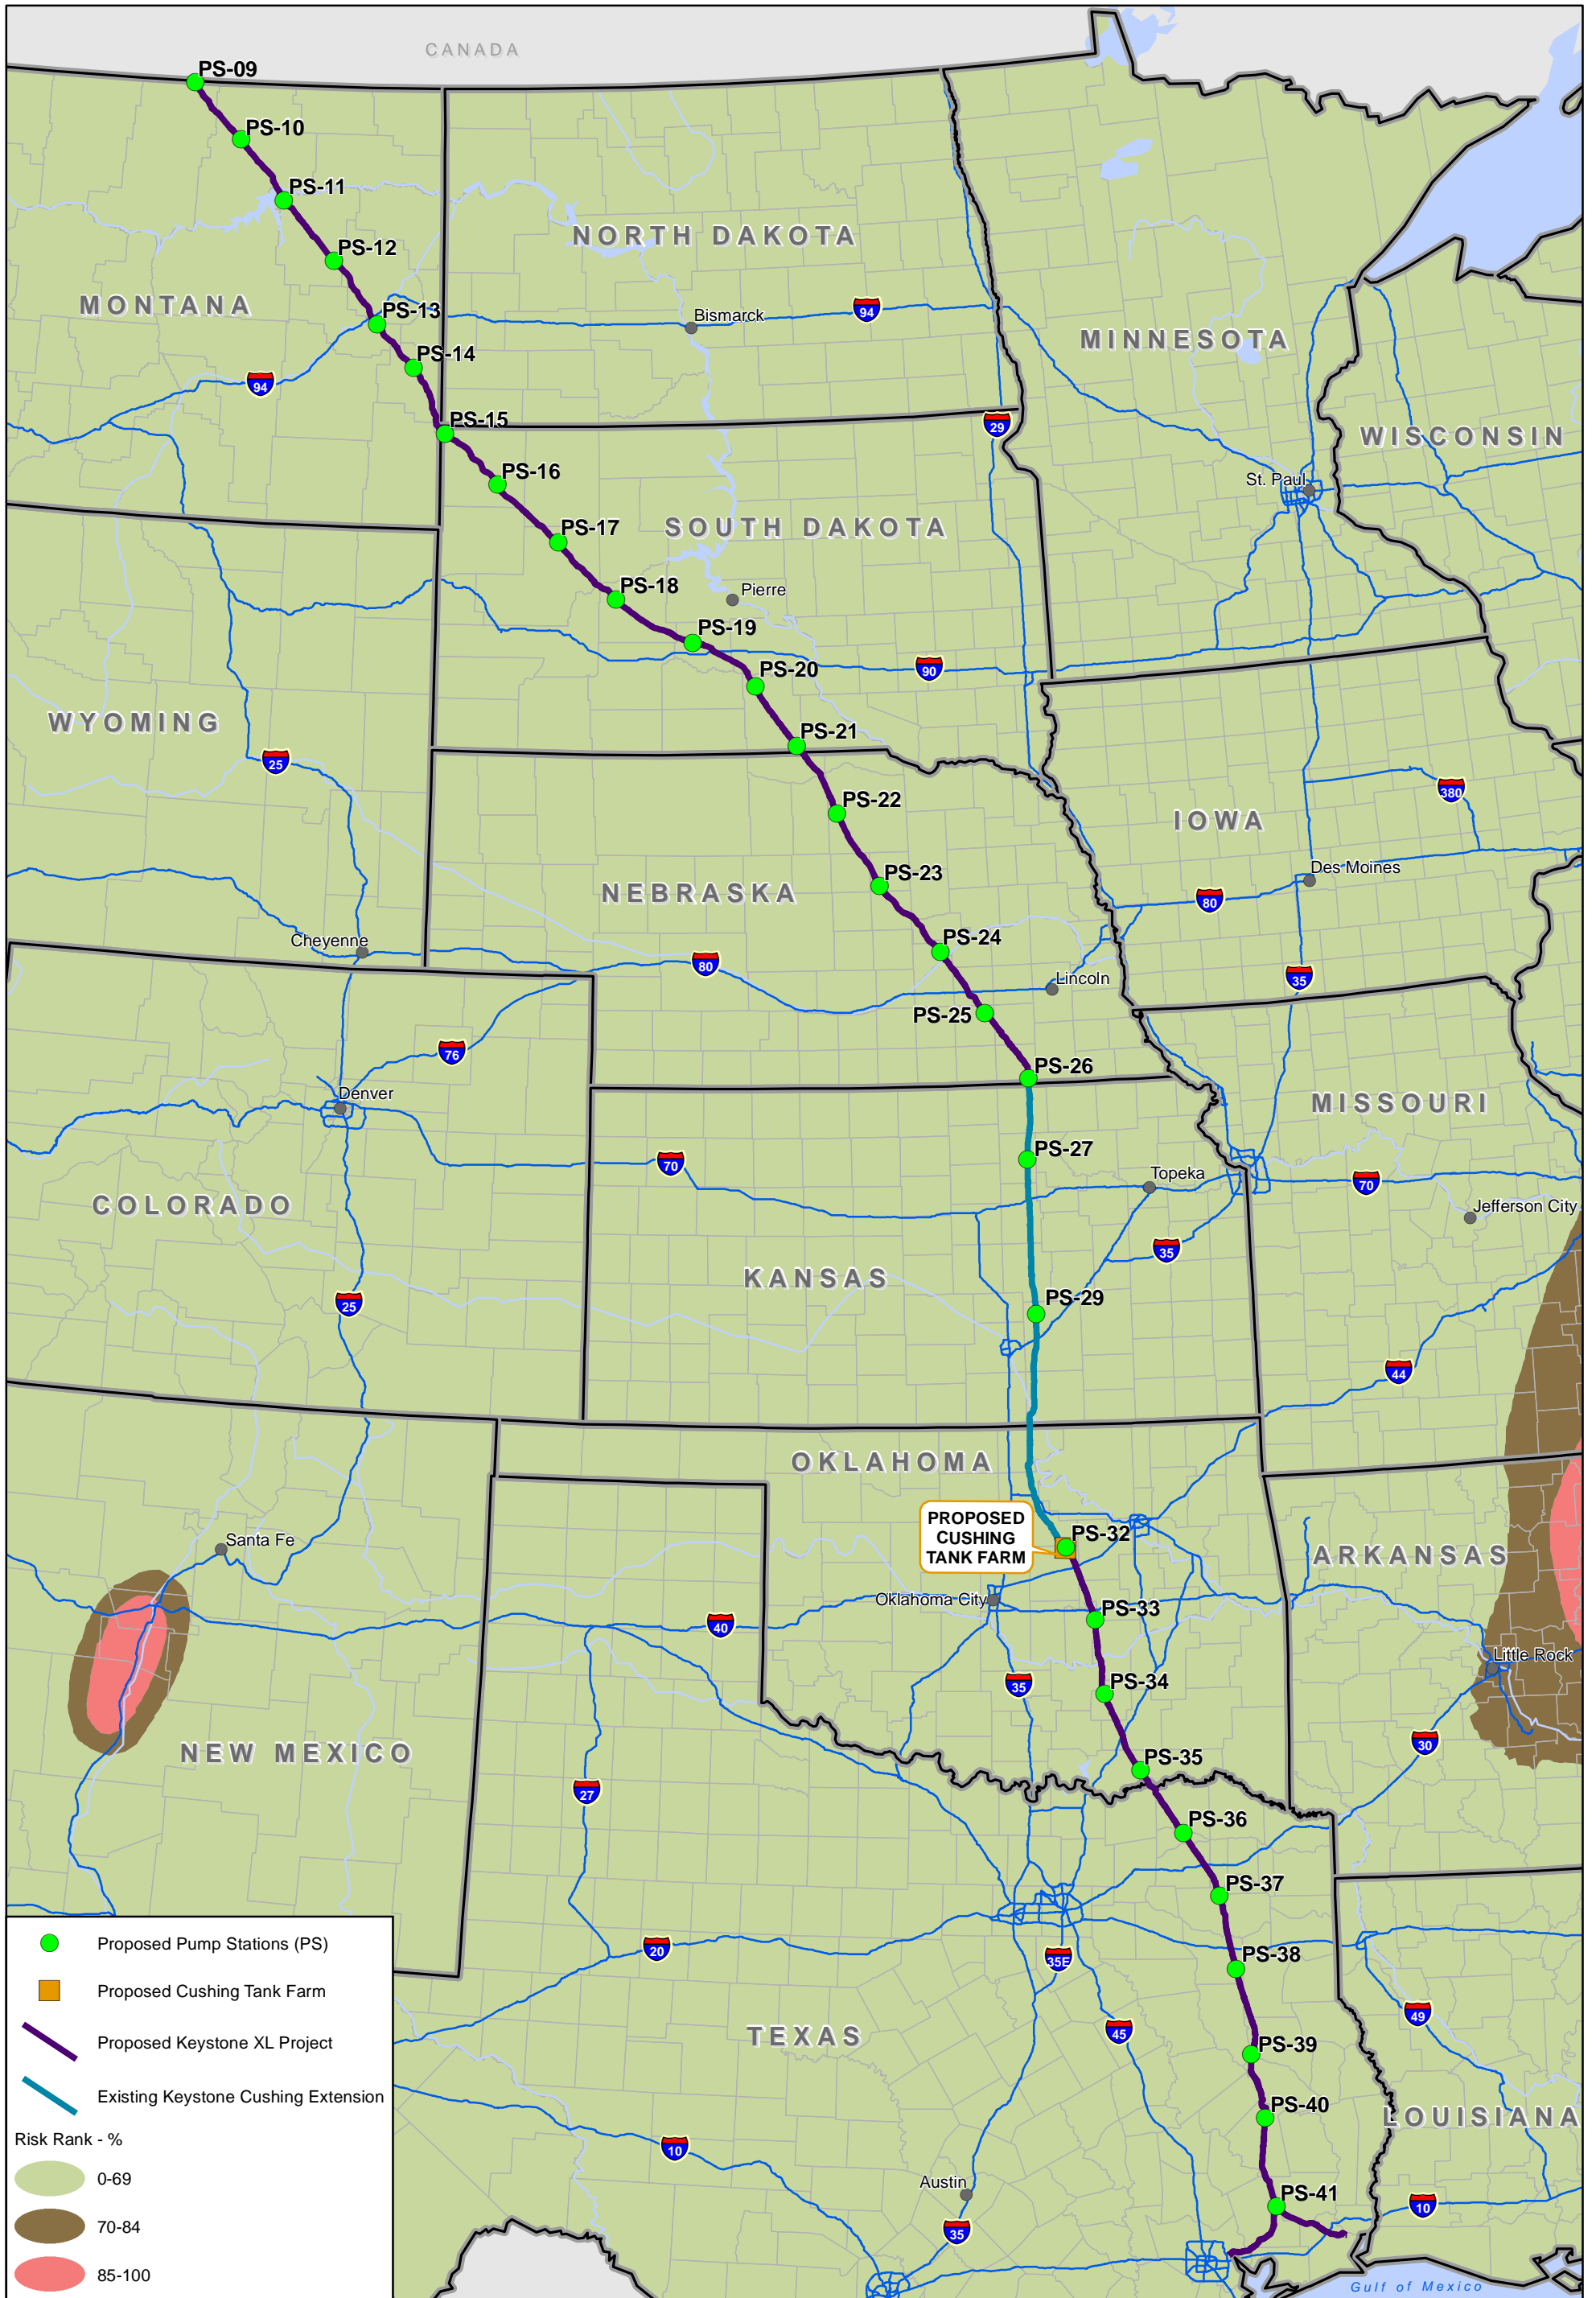 CANADA
PS-09
PS-10
PS-11
PS-12
NORTH DAKOTA
MONTANA
PS-13
94
Bismarck
MINNESOTA
PS-14
94
PS-15
29
WISCONSIN
PS-16
St. Paul
PS-17
SOUTH DAKOTA
PS-18
Pierre
PS-19
90
PS-20
WYOMING
PS-21
25
380
PS-22
IOWA
PS-23
Des Moines
NEBRASKA
80
PS-24
Cheyenne
80
Lincoln
35
PS-25
76
PS-26
Denver
MISSOURI
PS-27
70
Topeka
70
COLORADO
Jefferson City
35
KANSAS
PS-29
25
44
OKLAHOMA
PROPOSED
CUSHING
TANK FARM
PS-32
Santa Fe
ARKANSAS
Oklahoma City
PS-33
40
Little Rock
35
PS-34
NEW MEXICO
30
PS-35
27
PS-36
PS-37
Proposed Pump Stations (PS)
20
35E
PS-38
Proposed Cushing Tank Farm
49
TEXAS
45
Proposed Keystone XL Project
PS-39
Existing Keystone Cushing Extension
PS-40
LOUISIANA
Risk Rank - %
10
0-69
Austin
PS-41
10
70-84
35
85-100
Gulf of Mexico